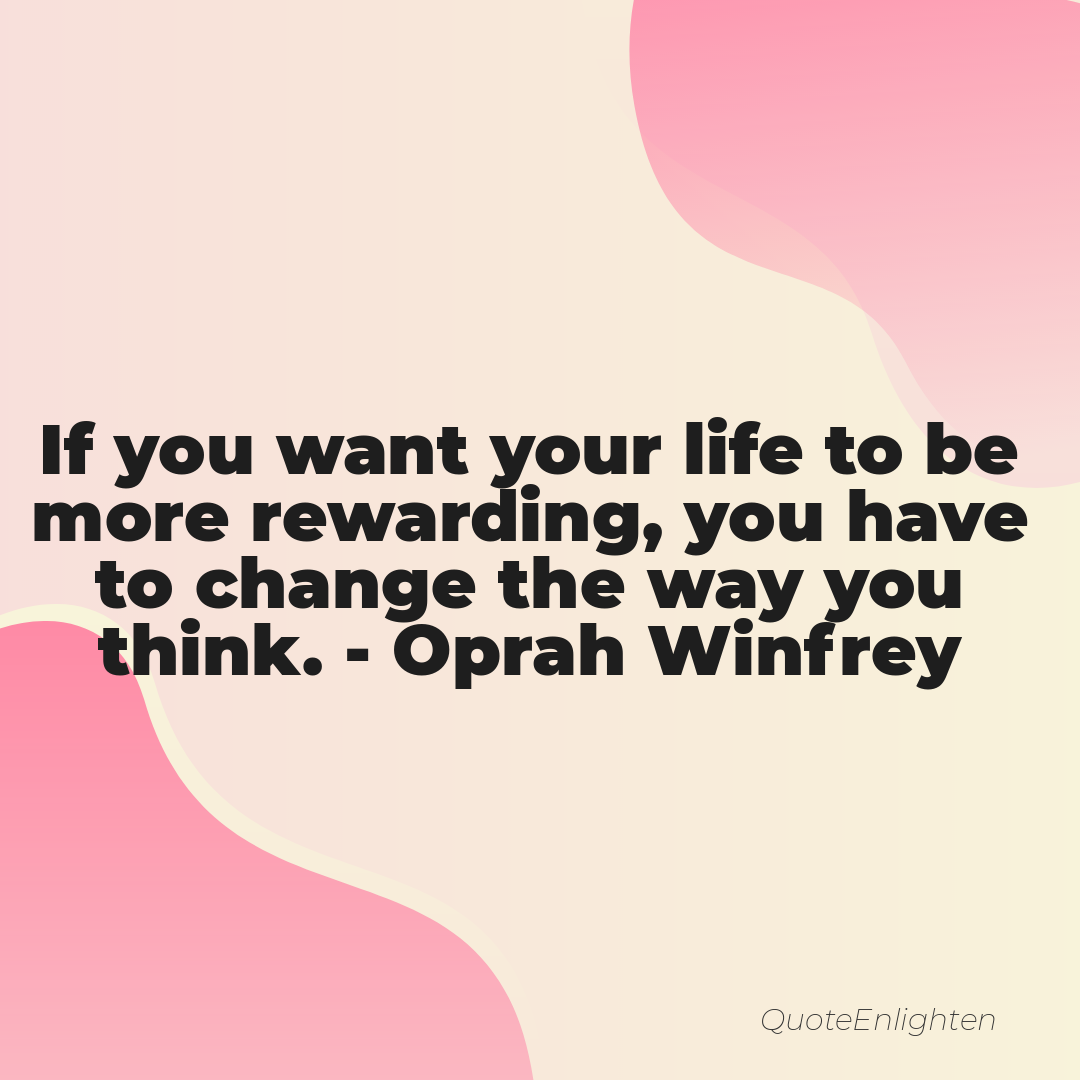 If you want your life to be
more rewarding, you have
to change the way you
think. - Oprah Winfrey
QuoteEnlighten